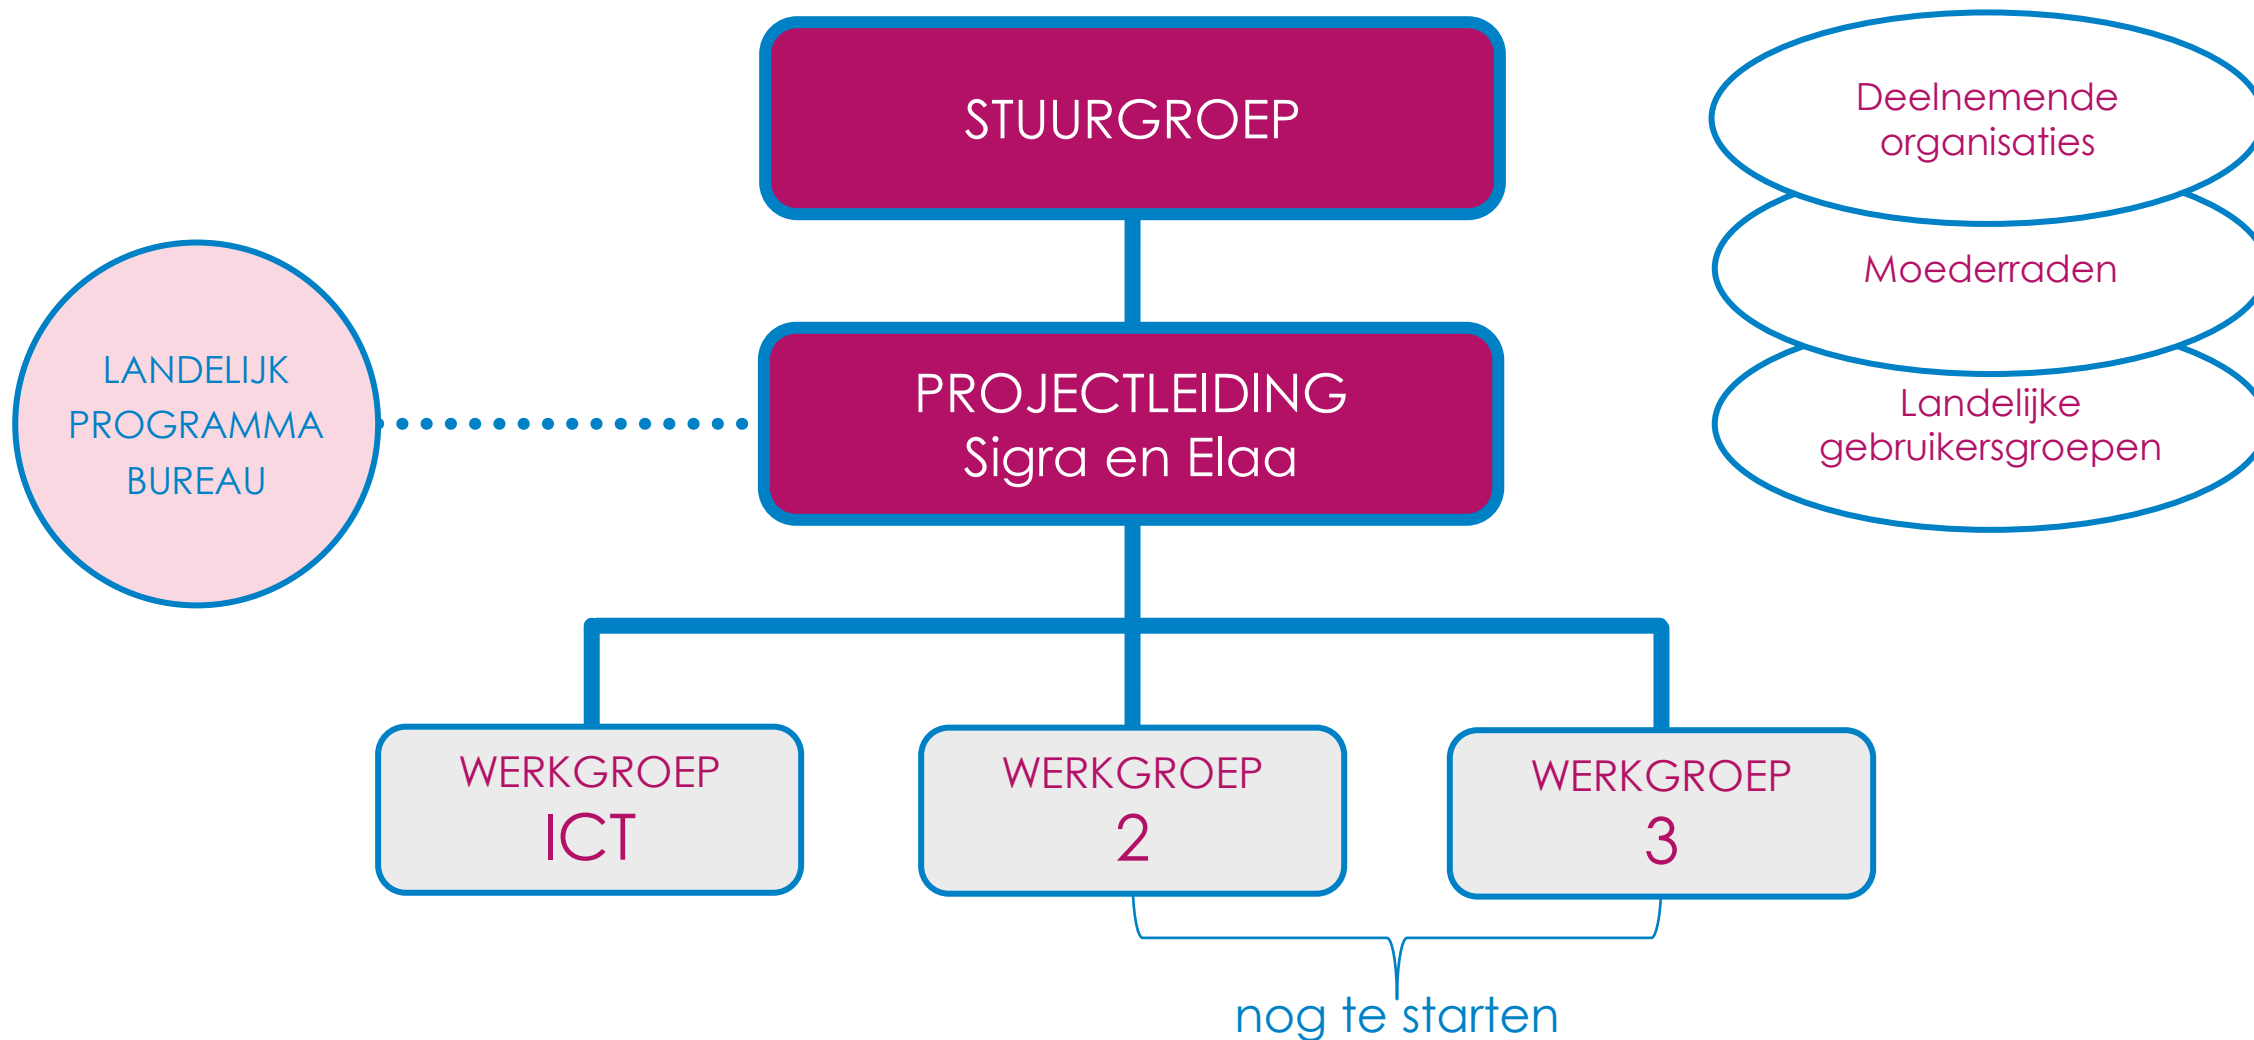 STUURGROEP
Deelnemende
organisaties
Moederraden
Landelijke
gebruikersgroepen
LANDELIJK
PROGRAMMA
BUREAU
PROJECTLEIDING
Sigra en Elaa
WERKGROEP
ICT
WERKGROEP
2
WERKGROEP
3
nog te starten